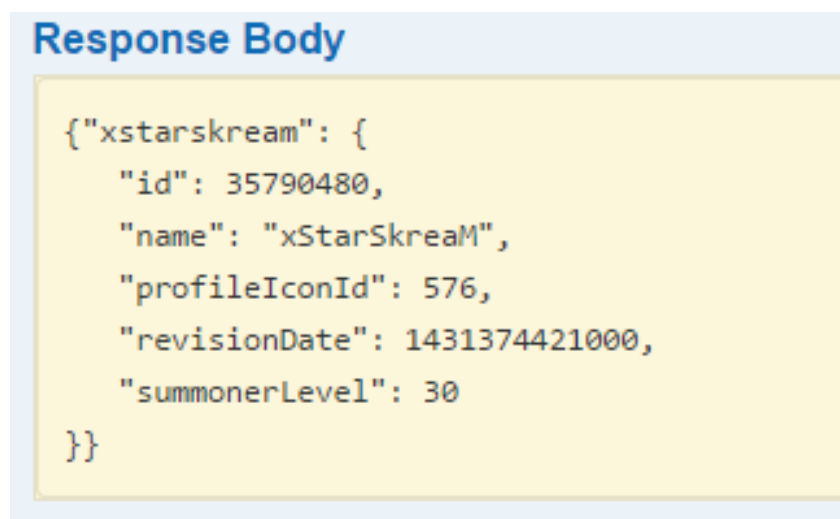 Response Body
{"xstarskream": {
"id": 35790480,
"name": "xStarSkreaM",
"profileIconId": 576,
"revisionDate": 1431374421000,
"summonerLevel": 30
}}